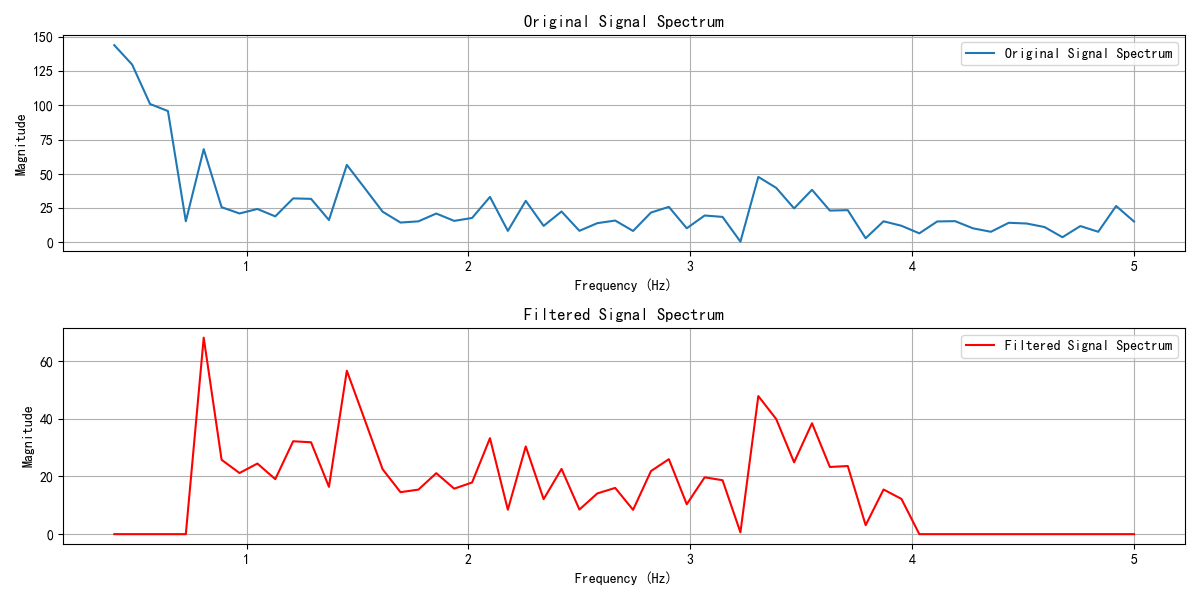 Original Signal Spectrum
150
125
100
75
50
25
0
Magnitude
Original Signal Spectrum
1 2 3 4 5
Frequency (Hz)
Filtered Signal Spectrum
60
40
20
0
Magnitude
Filtered Signal Spectrum
1 2 3 4 5
Frequency (Hz)